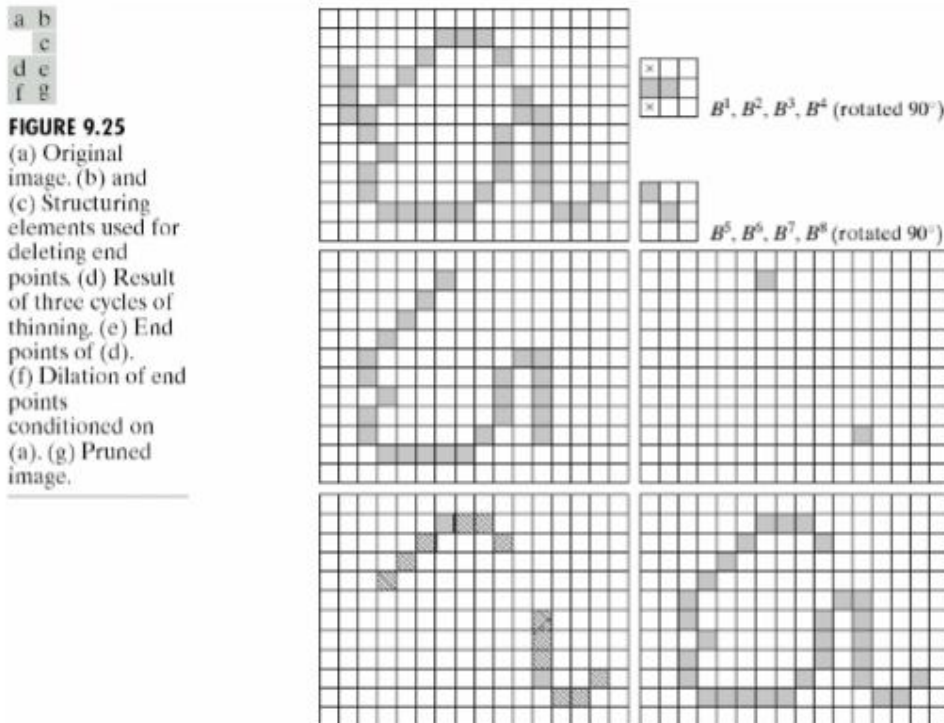 a b
c
d e
f g
FIGURE 9.25
(a) Original
image. (b) and
(c) Structuring
elements used for
deleting end
points. (d) Result
of three cycles of
thinning. (e) End
points of (d).
(f) Dilation of end
points
conditioned on
(a). (g) Pruned
image.
×
×
B¹, B², B³, B⁴ (rotated 90°)
B⁵, B⁶, B⁷, B⁸ (rotated 90°)